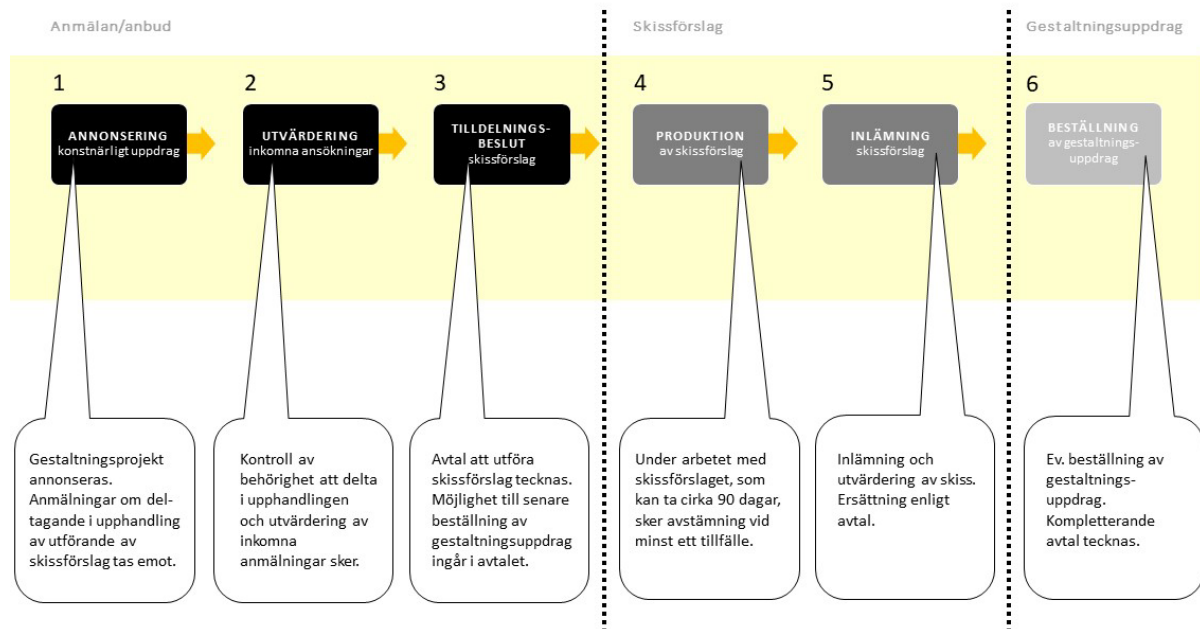 Anmälan/anbud
Skissförslag
Gestaltningsuppdrag
1
ANNONSERING
konstnärligt uppdrag
2
UTVÄRDERING
inkomna ansökningar
3
TILLDELNINGS-
BESLUT
skissförslag
4
PRODUKTION
av skissförslag
5
INLÄMNING
skissförslag
6
BESTÄLLNING
av gestaltnings-
uppdrag
Gestaltningsprojekt
annonseras.
Anmälningar om del-
tagande i upphandling
av utförande av
skissförslag tas emot.
Kontroll av
behörighet att delta
i upphandlingen
och utvärdering av
inkomna
anmälningar sker.
Avtal att utföra
skissförslag tecknas.
Möjlighet till senare
beställning av
gestaltningsuppdrag
ingår i avtalet.
Under arbetet med
skissförslaget, som
kan ta cirka 90 dagar,
sker avstämning vid
minst ett tillfälle.
Inlämning och
utvärdering av skiss.
Ersättning enligt
avtal.
Ev. beställning av
gestaltnings-
uppdrag.
Kompletterande
avtal tecknas.